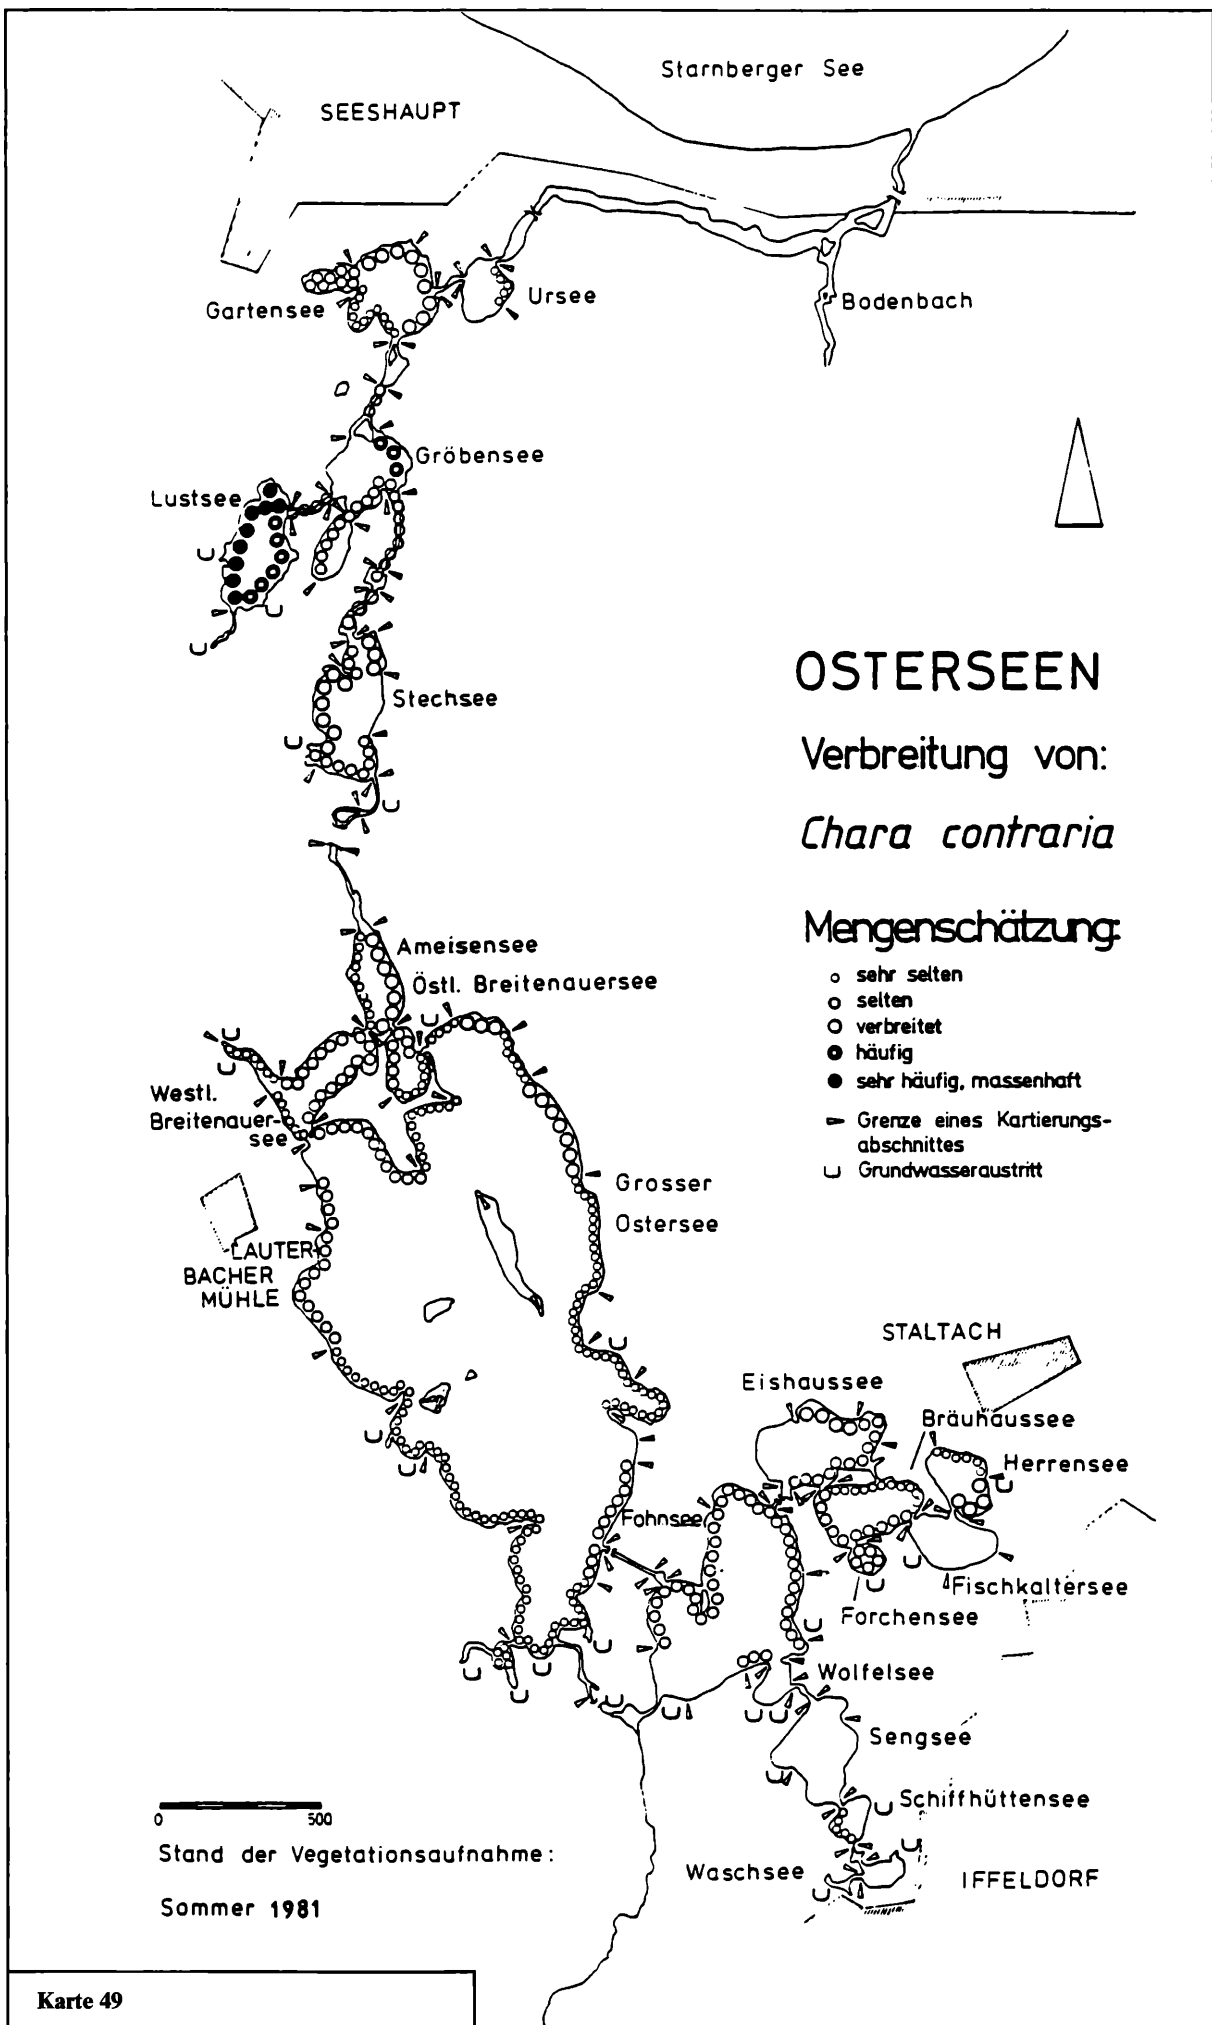 Starnberger See
SEESHAUPT
Gartensee
Ursee
Bodenbach
Gröbensee
Lustsee
Stechsee
OSTERSEEN
Verbreitung von:
Chara contraria
Mengenschätzung:
sehr selten
selten
verbreitet
häufig
sehr häufig, massenhaft
Grenze eines Kartierungs-
abschnittes
Grundwasseraustritt
Ameisensee
Östl. Breitenauersee
Westl.
Breitenauer-
see
Grosser
Ostersee
LAUTER-
BACHER
MÜHLE
STALTACH
Eishaussee
Bräuhaussee
Herrensee
Fohnsee
Fischkaltersee
Forchensee
Wolfelsee
Sengsee
Schiffhüttensee
Waschsee
IFFELDORF
0 500
Stand der Vegetationsaufnahme:
Sommer 1981
Karte 49